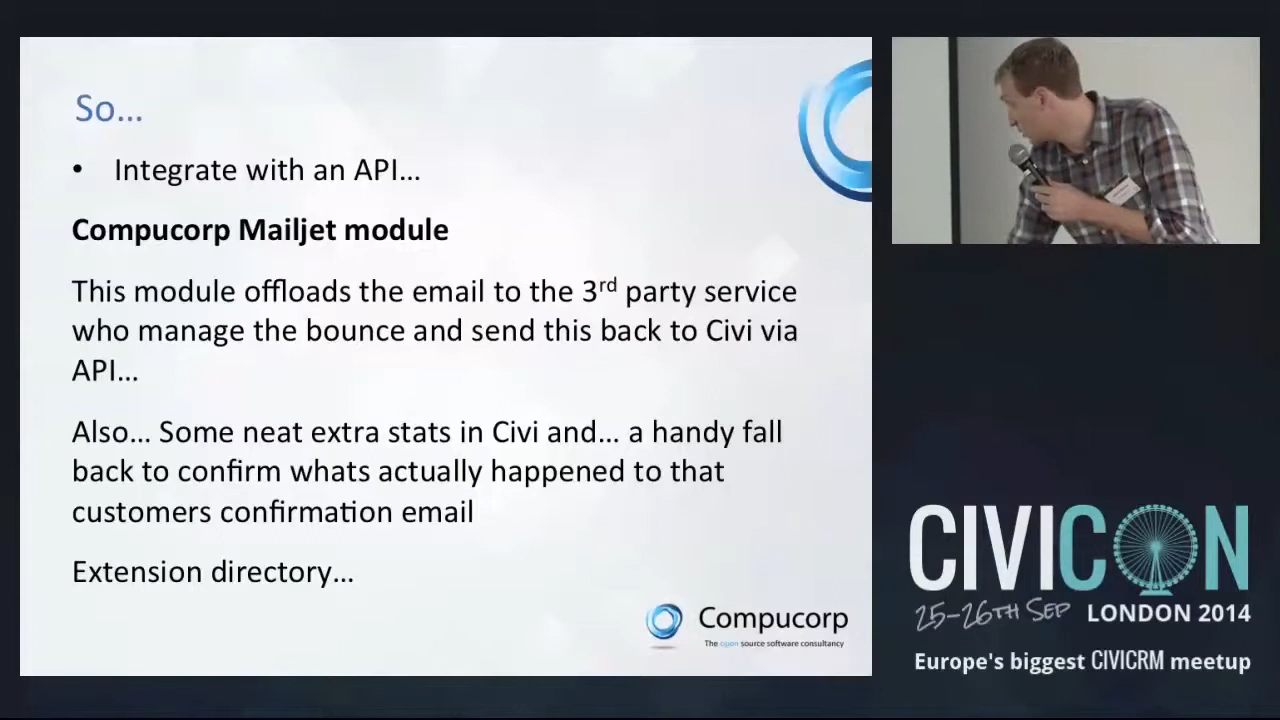 So...
• Integrate with an API...
Compucorp Mailjet module
This module offloads the email to the 3rd party service
who manage the bounce and send this back to Civi via
API...
Also... Some neat extra stats in Civi and... a handy fall
back to confirm whats actually happened to that
customers confirmation email
Extension directory...
Compucorp
The open source software consultancy
CIVICON
25-26TH SEP LONDON 2014
Europe's biggest CIVICRM meetup